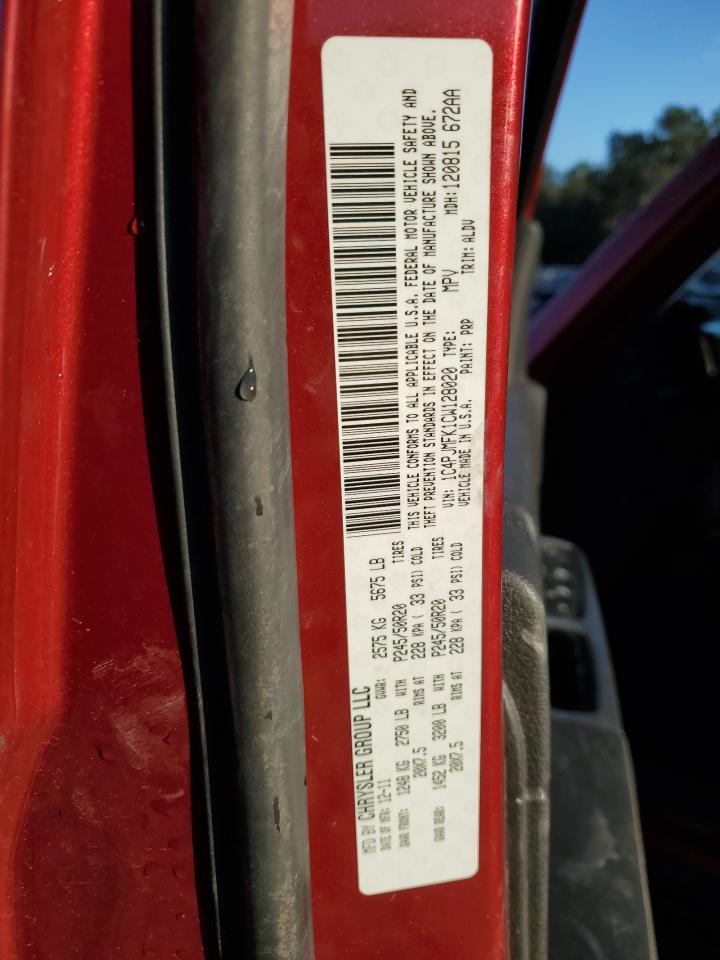 MFD BY CHRYSLER GROUP LLC
DATE OF MFR: 12-11 GVWR: 2575 KG 5675 LB
GAWR FRONT: 1248 KG 2750 LB WITH P245/50R20 TIRES
20X7.5 RIMS AT 228 KPA ( 33 PSI) COLD
GAWR REAR: 1452 KG 3200 LB WITH P245/50R20 TIRES
20X7.5 RIMS AT 228 KPA ( 33 PSI) COLD
THIS VEHICLE CONFORMS TO ALL APPLICABLE U.S.A. FEDERAL MOTOR VEHICLE SAFETY AND
THEFT PREVENTION STANDARDS IN EFFECT ON THE DATE OF MANUFACTURE SHOWN ABOVE.
VIN: 1C4PJMFK1CW128020 TYPE: MPV MDH:120815 672AA
VEHICLE MADE IN U.S.A. PAINT: PRP TRIM: ALDV